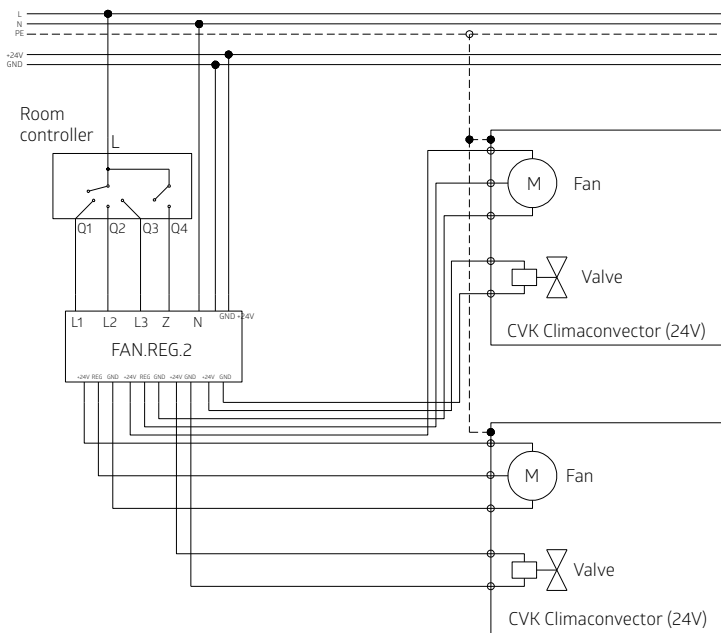 L
N
PE
+24V
GND
Room
controller
L
Q1 Q2 Q3 Q4
L1 L2 L3 Z N GND +24V
FAN.REG.2
+24V REG GND +24V REG GND +24V GND +24V GND
M Fan
Valve
CVK Climaconvector (24V)
M Fan
Valve
CVK Climaconvector (24V)